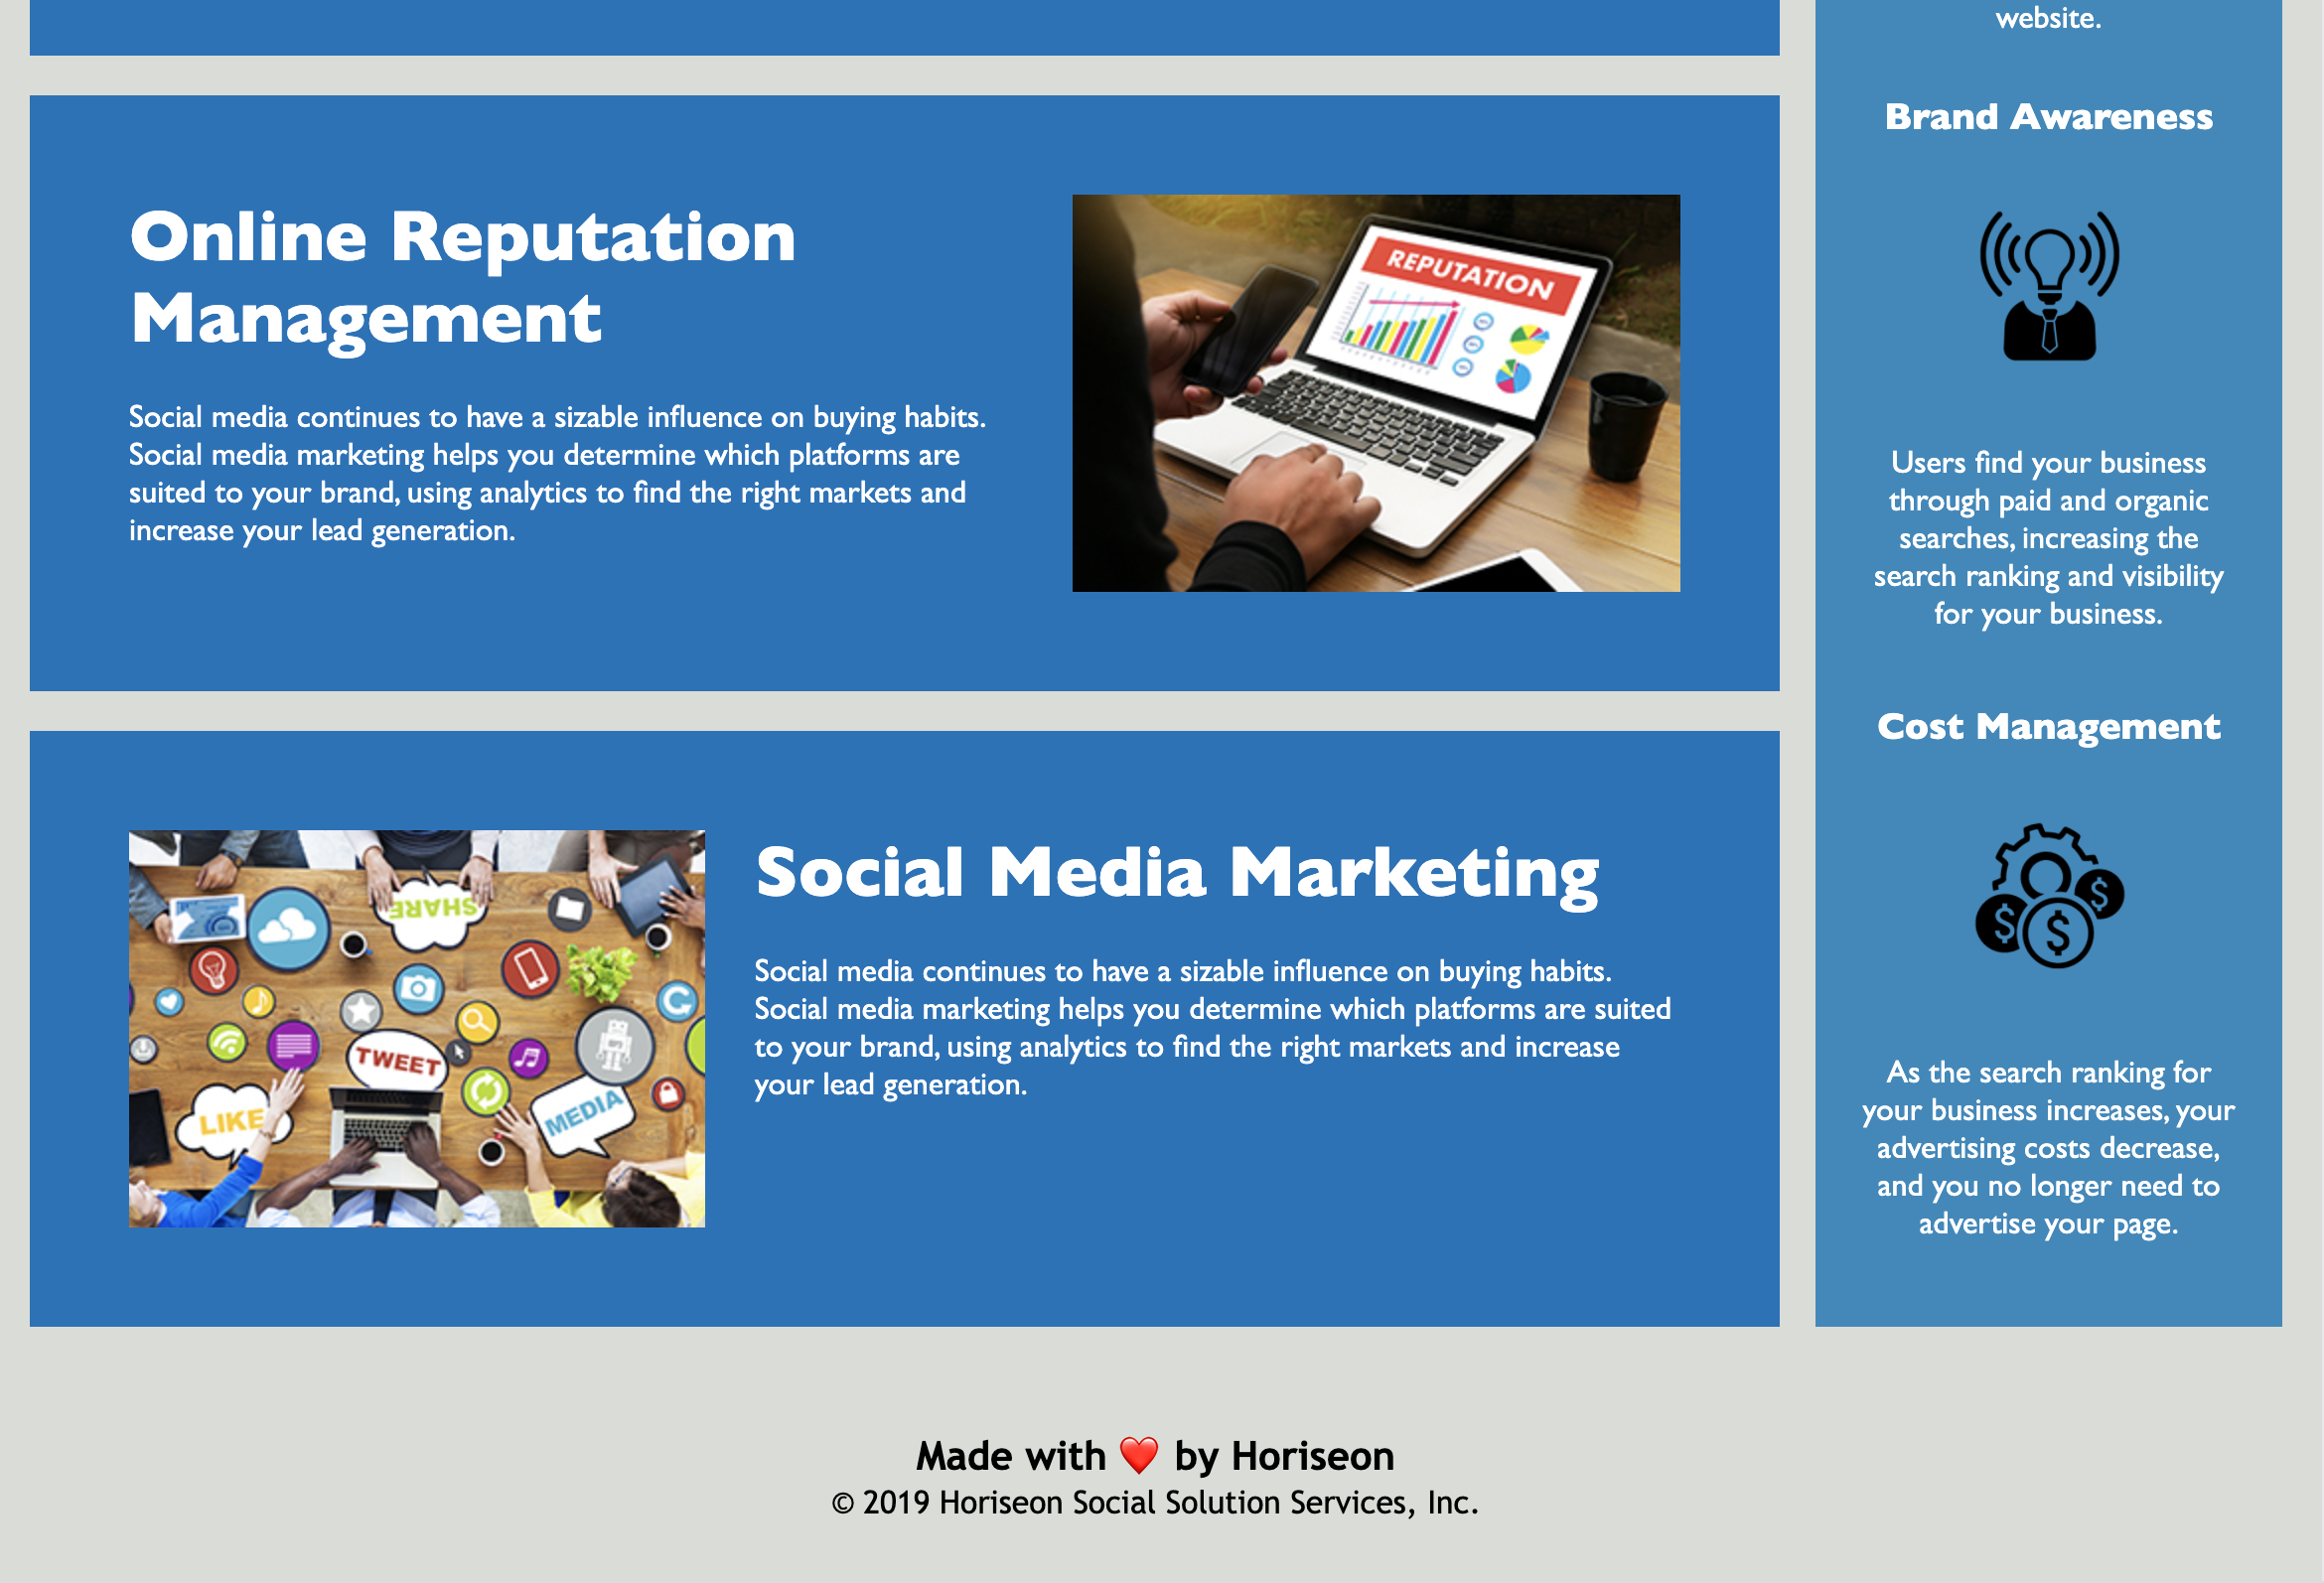 website.
Online Reputation
Management
Social media continues to have a sizable influence on buying habits.
Social media marketing helps you determine which platforms are
suited to your brand, using analytics to find the right markets and
increase your lead generation.
REPUTATION
Social Media Marketing
Social media continues to have a sizable influence on buying habits.
Social media marketing helps you determine which platforms are suited
to your brand, using analytics to find the right markets and increase
your lead generation.
SHARE
TWEET
LIKE
MEDIA
Brand Awareness
Users find your business
through paid and organic
searches, increasing the
search ranking and visibility
for your business.
Cost Management
$
$
$
As the search ranking for
your business increases, your
advertising costs decrease,
and you no longer need to
advertise your page.
Made with ❤️ by Horiseon
© 2019 Horiseon Social Solution Services, Inc.